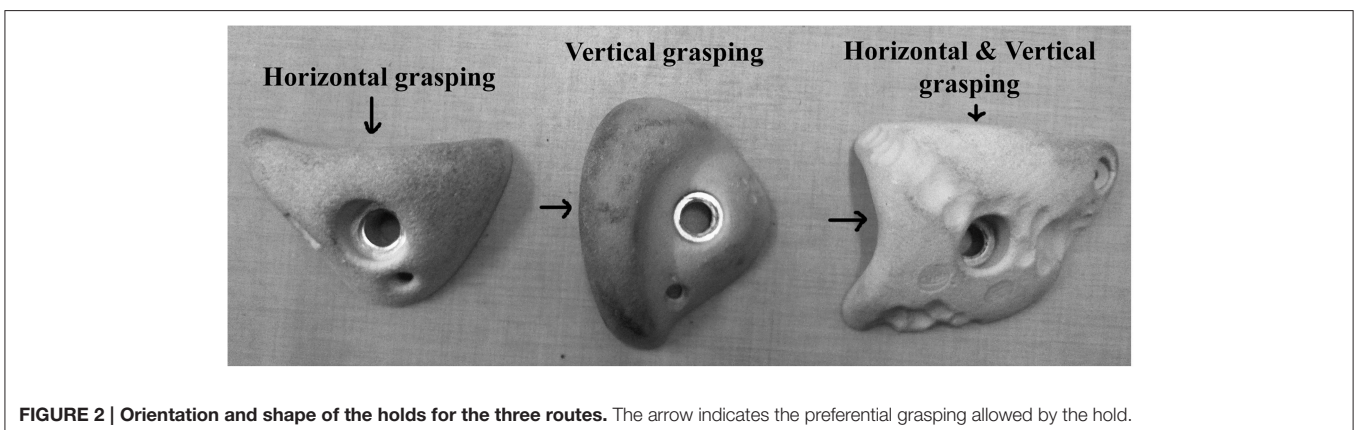 Horizontal grasping
Vertical grasping
Horizontal & Vertical
grasping
FIGURE 2 | Orientation and shape of the holds for the three routes. The arrow indicates the preferential grasping allowed by the hold.